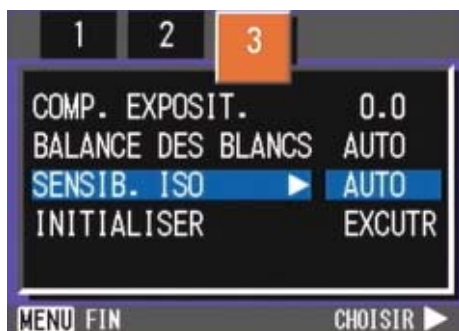 1 2 3
COMP. EXPOSIT. 0.0
BALANCE DES BLANCS AUTO
SENSIB. ISO ▶ AUTO
INITIALISER EXCUTR
MENU FIN CHOISIR ▶